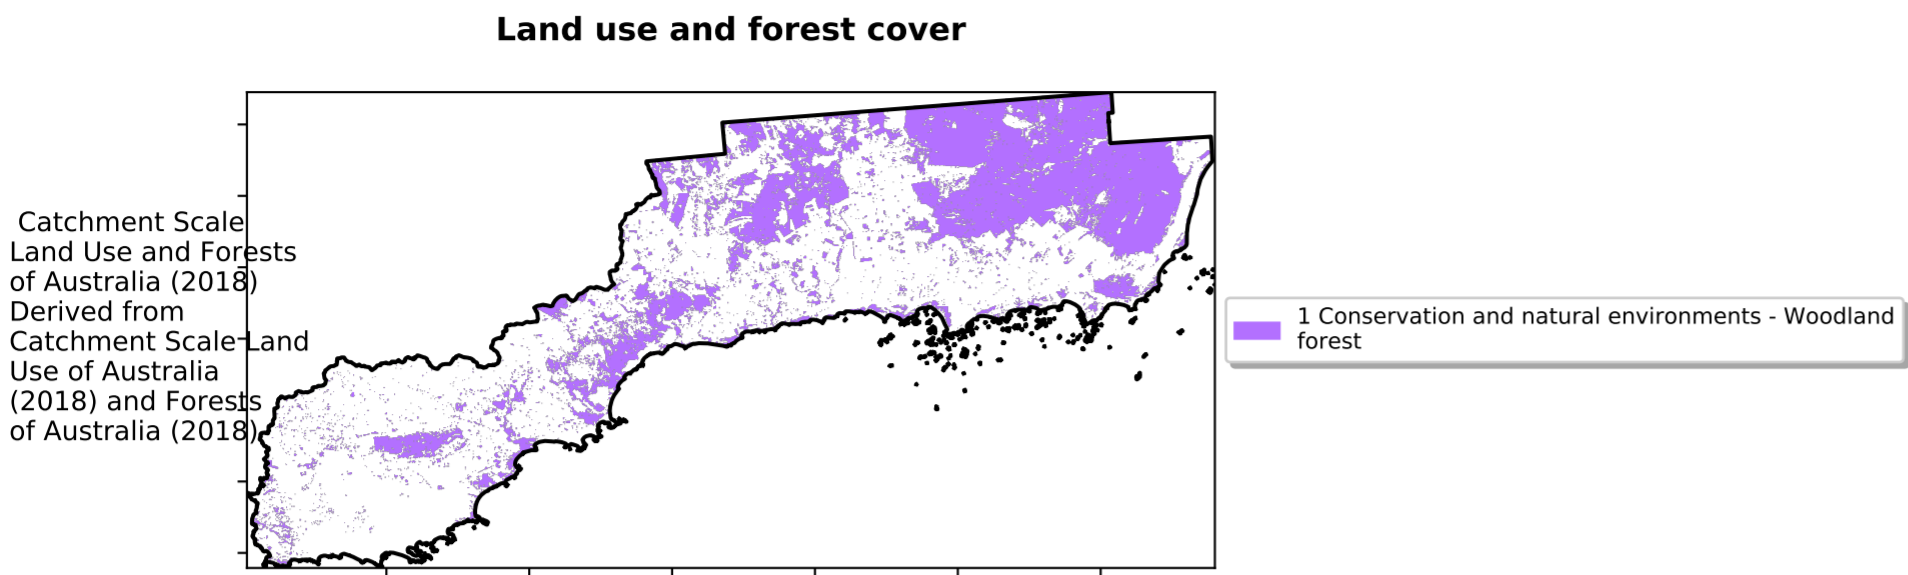 Land use and forest cover
Catchment Scale
Land Use and Forests
of Australia (2018)
Derived from
Catchment Scale Land
Use of Australia
(2018) and Forests
of Australia (2018)
1 Conservation and natural environments - Woodland
forest